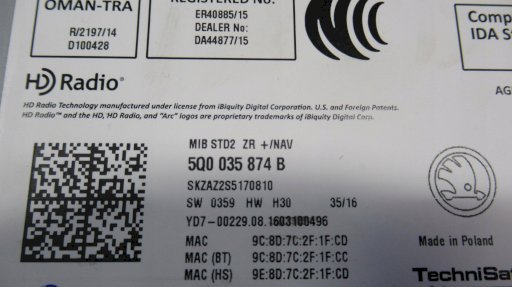 OMAN-TRA
R/2197/14
D100428
REGISTERED No:
ER40885/15
DEALER No:
DA44877/15
Comp
IDA S
AG
HD Radio
HD Radio Technology manufactured under license from iBiquity Digital Corporation. U.S. and Foreign Patents.
HD Radio™ and the HD, HD Radio, and "Arc" logos are proprietary trademarks of iBiquity Digital Corp.
MIB STD2 ZR +/NAV
5Q0 035 874 B
SKZAZ2S5170810
SW 0359 HW H30 35/16
YD7-00229.08.1603100496
MAC 9C:8D:7C:2F:1F:CD
MAC (BT) 9C:8D:7C:2F:1F:CC
MAC (HS) 9E:8D:7C:2F:1F:CD
Made in Poland
TechniSa